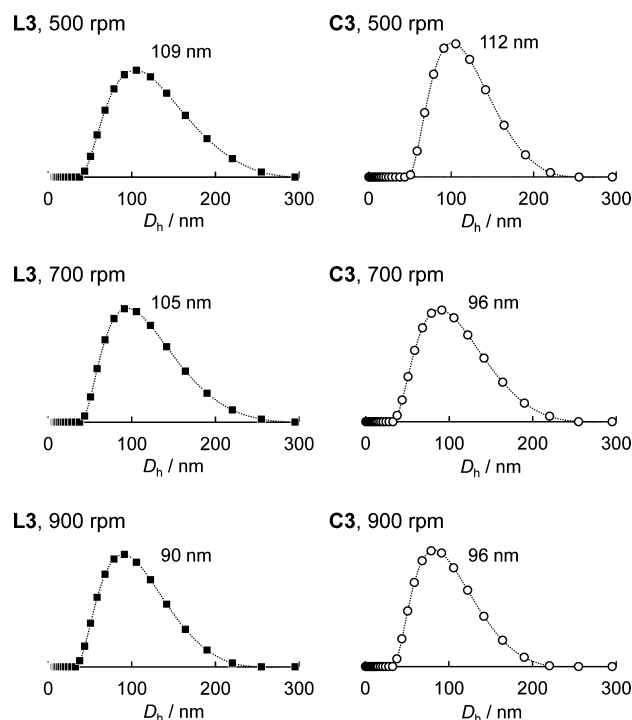 L3, 500 rpm
109 nm
0 100 200 300
Dh / nm
C3, 500 rpm
112 nm
0 100 200 300
Dh / nm
L3, 700 rpm
105 nm
0 100 200 300
Dh / nm
C3, 700 rpm
96 nm
0 100 200 300
Dh / nm
L3, 900 rpm
90 nm
0 100 200 300
Dh / nm
C3, 900 rpm
96 nm
0 100 200 300
Dh / nm